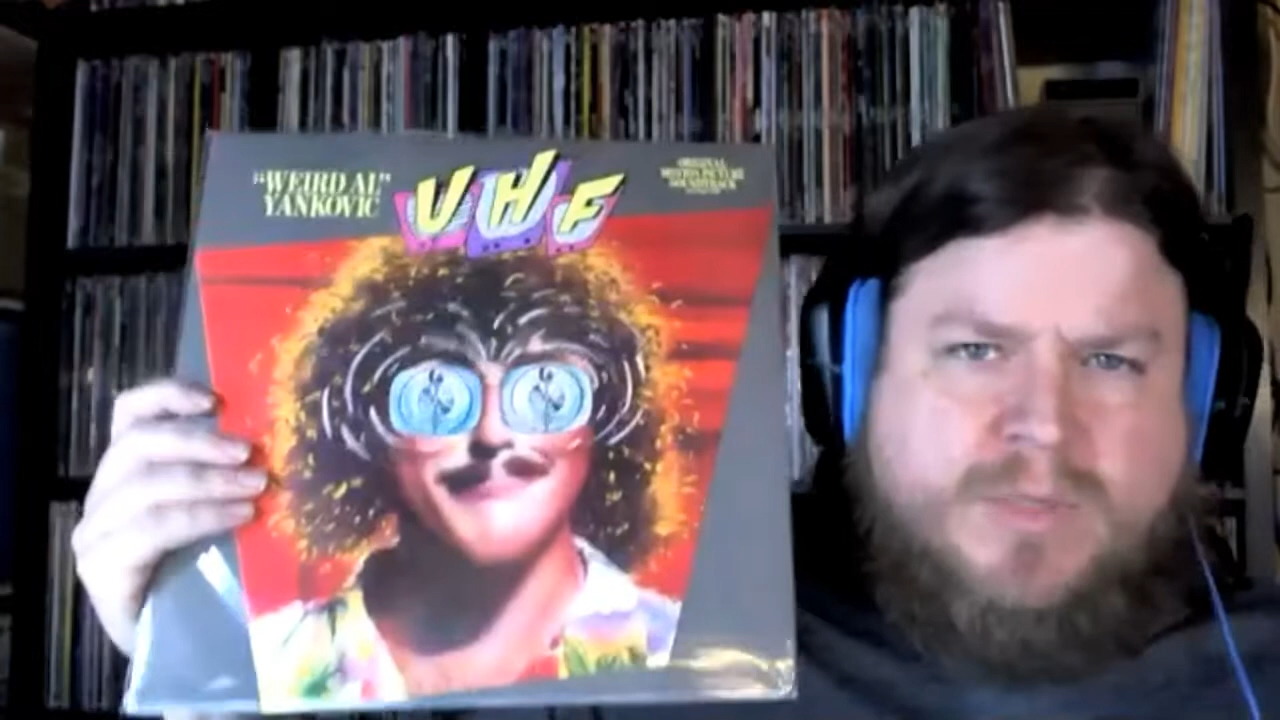 "WEIRD AL"
YANKOVIC
UHF
ORIGINAL
MOTION PICTURE
SOUNDTRACK